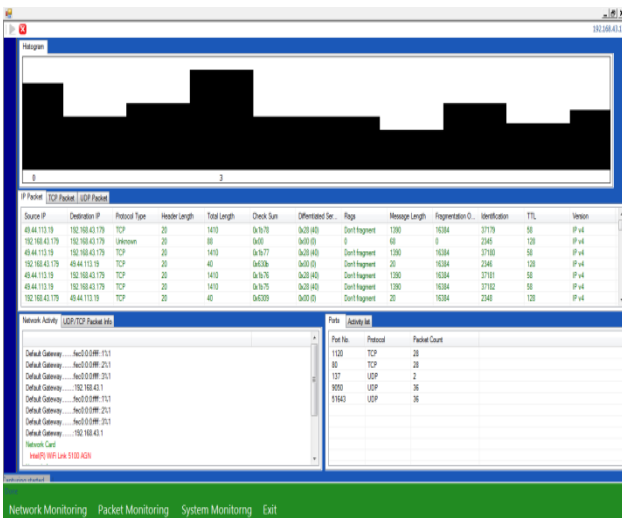 192.168.43.1
Histogram
0 3
IP Packet TCP Packet UDP Packet
Source IP Destination IP Protocol Type Header Length Total Length Check Sum Differntiated Ser... Flags Message Length Fragmentation O... Identification TTL Version
49.44.113.19 192.168.43.179 TCP 20 1410 0x1b78 0x28 (40) Don't fragment 1390 16384 37179 58 IP v4
192.168.43.179 192.168.43.179 Unknown 20 88 0x00 0x00 (0) 0 68 0 2345 128 IP v4
49.44.113.19 192.168.43.179 TCP 20 1410 0x1b77 0x28 (40) Don't fragment 1390 16384 37180 58 IP v4
192.168.43.179 49.44.113.19 TCP 20 40 0x630b 0x00 (0) Don't fragment 20 16384 2346 128 IP v4
49.44.113.19 192.168.43.179 TCP 20 1410 0x1b76 0x28 (40) Don't fragment 1390 16384 37181 58 IP v4
49.44.113.19 192.168.43.179 TCP 20 1410 0x1b75 0x28 (40) Don't fragment 1390 16384 37182 58 IP v4
192.168.43.179 49.44.113.19 TCP 20 40 0x6309 0x00 (0) Don't fragment 20 16384 2348 128 IP v4
Network Activity UDP/TCP Packet Info
Default Gateway........:fec0:0:0:ffff::1%1
Default Gateway........:fec0:0:0:ffff::2%1
Default Gateway........:fec0:0:0:ffff::3%1
Default Gateway........:192.168.43.1
Default Gateway........:fec0:0:0:ffff::1%1
Default Gateway........:fec0:0:0:ffff::2%1
Default Gateway........:fec0:0:0:ffff::3%1
Default Gateway........:192.168.43.1
Network Card
Intel(R) WiFi Link 5100 AGN
Ports Activity list
Port No. Protocol Packet Count
1120 TCP 28
80 TCP 28
137 UDP 2
9050 UDP 36
51643 UDP 36
Network Monitoring Packet Monitoring System Monitorng Exit